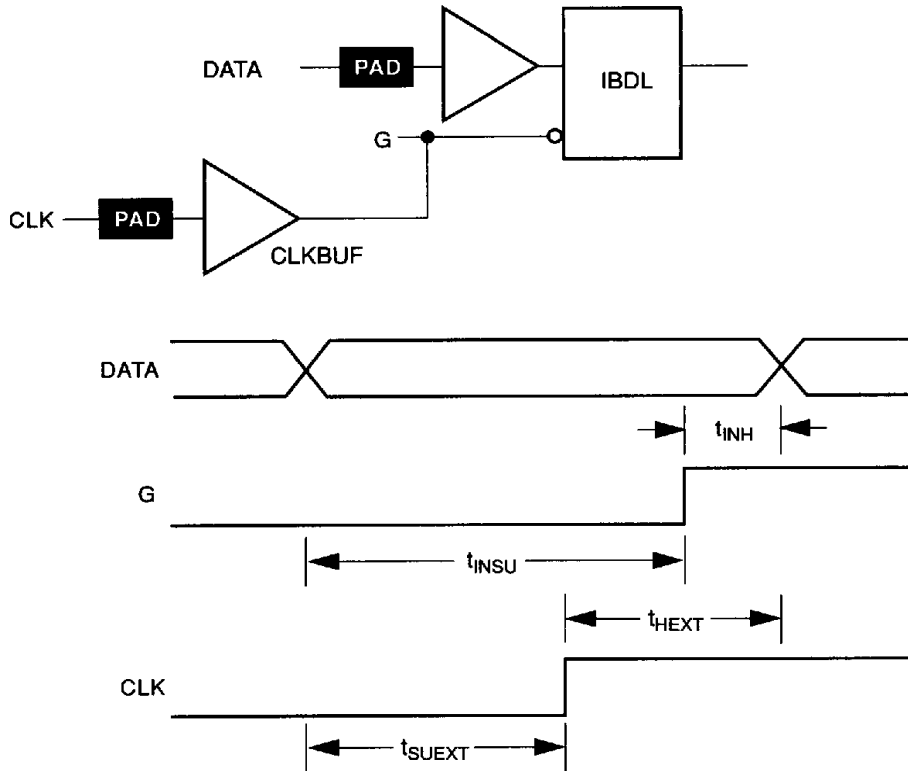 DATA
PAD
IBDL
G
CLK
PAD
CLKBUF
DATA
tINH
G
tINSU
tHEXT
CLK
tSUEXT